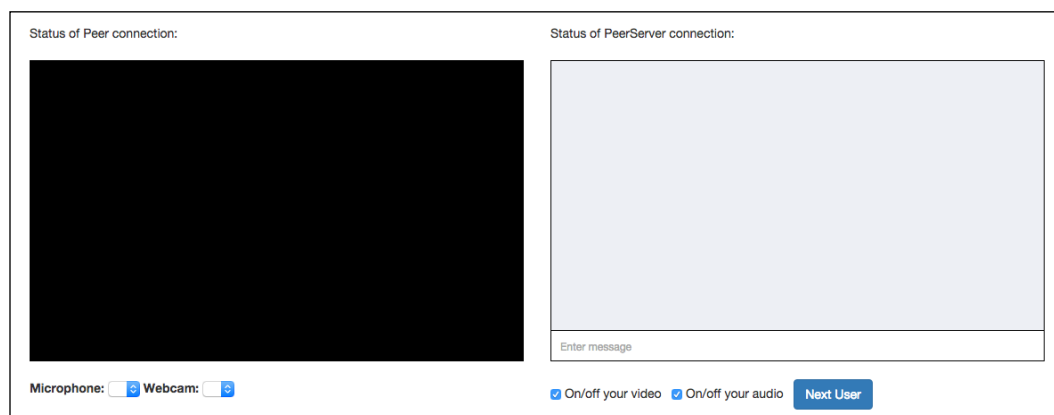 Status of Peer connection:
Status of PeerServer connection:
Enter message
Microphone: Webcam:
On/off your video On/off your audio Next User